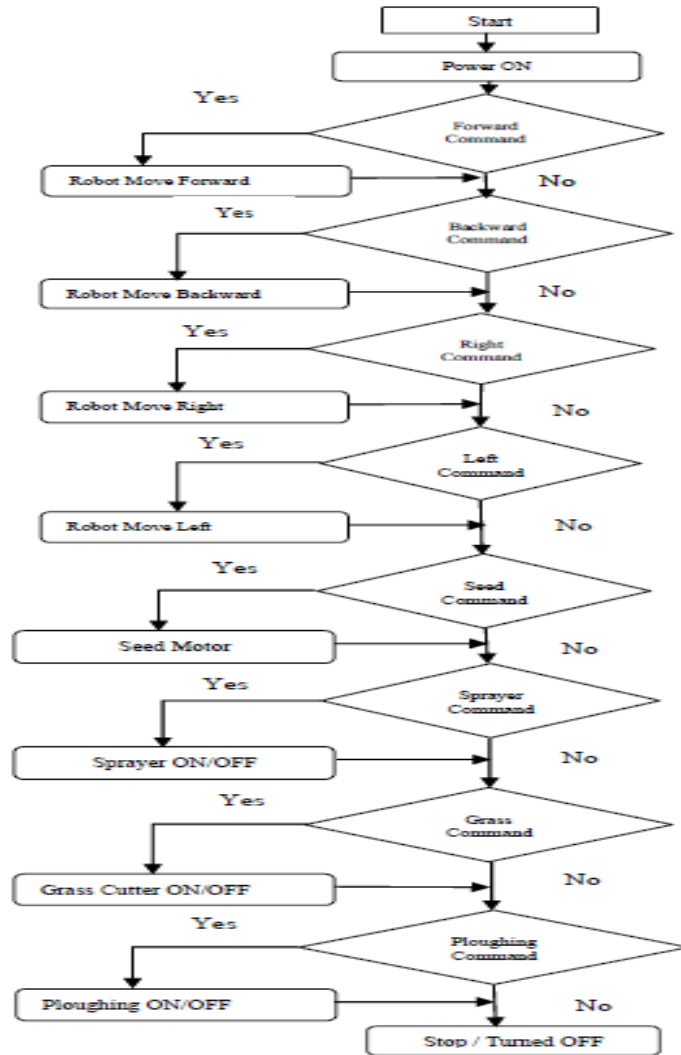 Start
Power ON
Yes
Forward
Command
Robot Move Forward
No
Yes
Backward
Command
Robot Move Backward
No
Yes
Right
Command
Robot Move Right
No
Yes
Left
Command
Robot Move Left
No
Yes
Seed
Command
Seed Motor
No
Yes
Sprayer
Command
Sprayer ON/OFF
No
Yes
Grass
Command
Grass Cutter ON/OFF
No
Yes
Ploughing
Command
Ploughing ON/OFF
No
Stop / Turned OFF